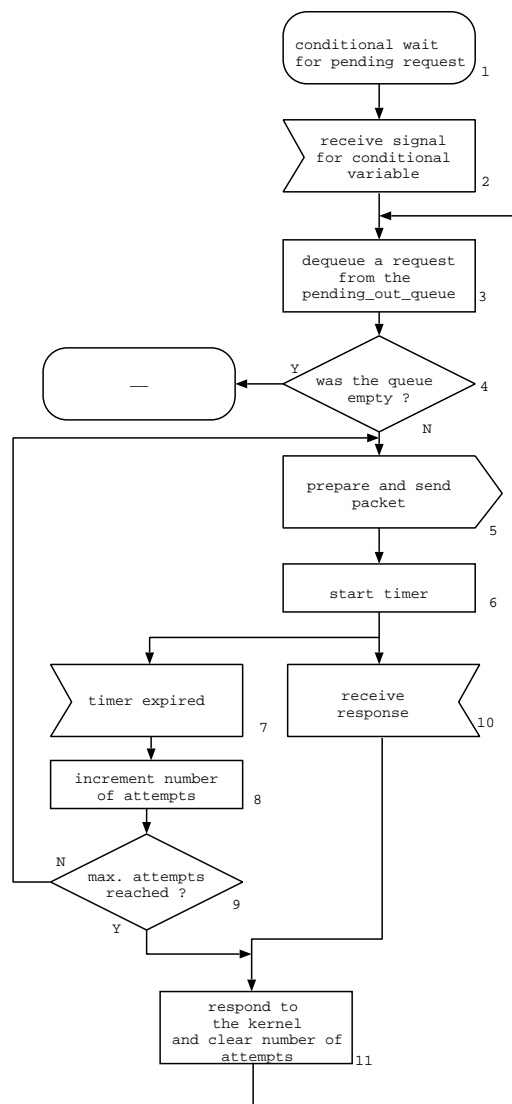 conditional wait
for pending request
1
receive signal
for conditional
variable
2
dequeue a request
from the
pending_out_queue
3
Y
was the queue
empty ?
4
—
N
prepare and send
packet
5
start timer
6
timer expired
7
receive
response
10
increment number
of attempts
8
N
max. attempts
reached ?
9
Y
respond to
the kernel
and clear number of
attempts
11